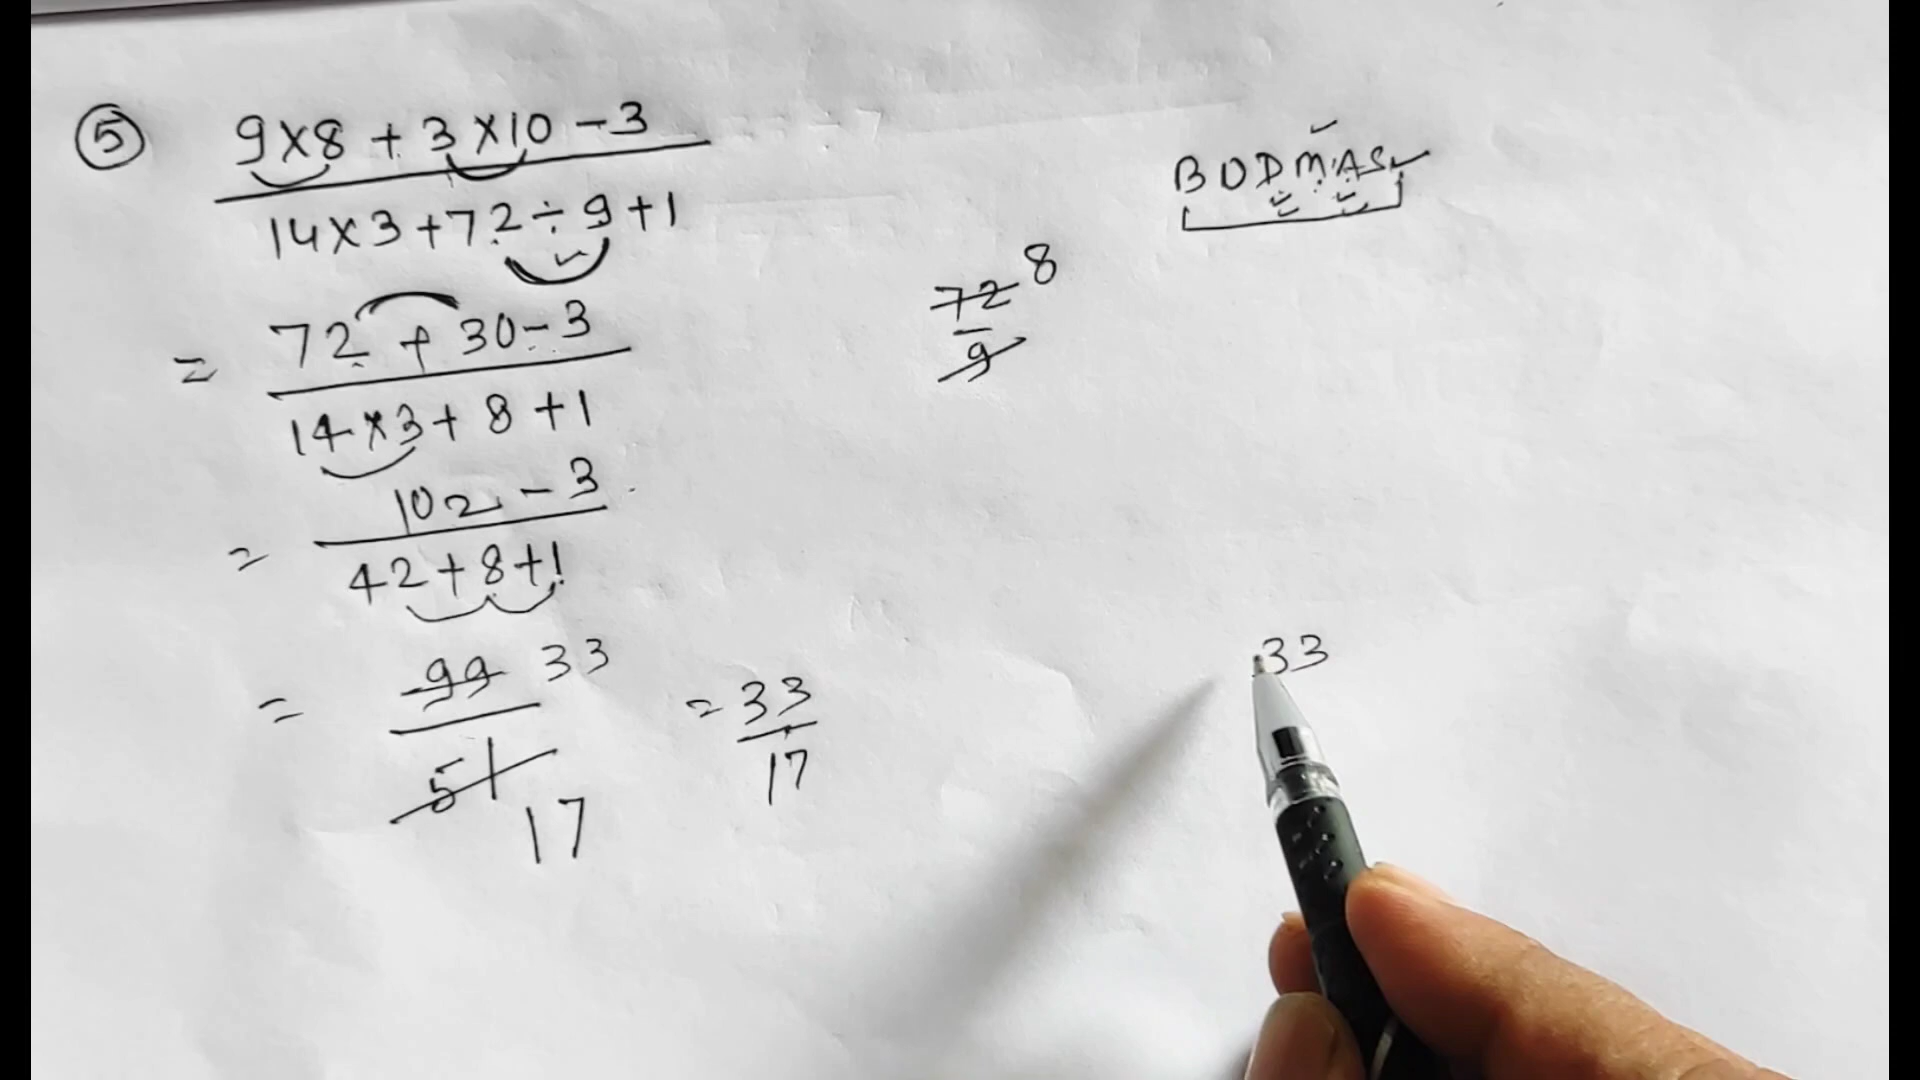 ⑤ 9×8 + 3×10 - 3
14×3+72÷9+1
= 72 + 30-3
14×3+ 8 +1
= 102 - 3
42+8+1
= 99 33
51
17
= 33
17
BODMAS
72 8
9
33